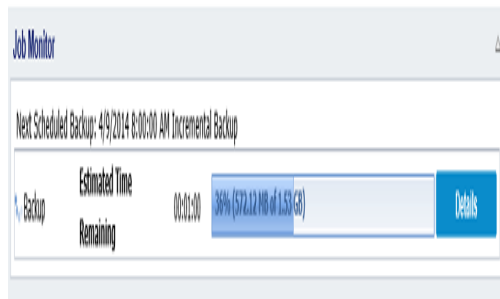 Job Monitor
Next Scheduled Backup: 4/9/2014 8:00:00 AM Incremental Backup
Backup
Estimated Time
Remaining
00:01:00
36% (572.12 MB of 1.53 GB)
Details